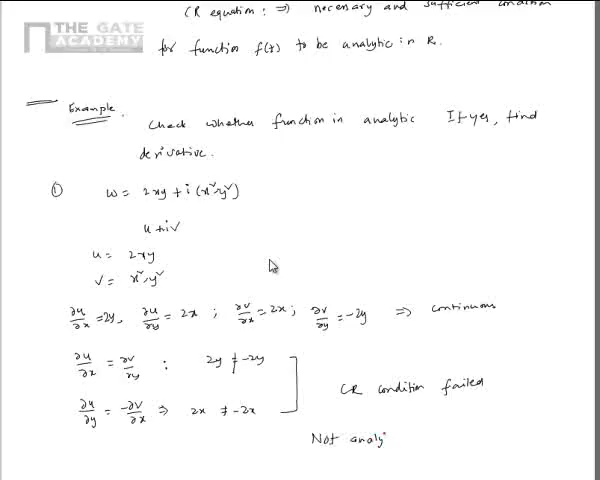 THE GATE
ACADEMY
CR equation : ⇒ necessary and sufficient condition
for function f(t) to be analytic in R.
Example.
Check whether function in analytic If yes, find
derivative.
① w = 2xy + i(x²-y²)
u+iv
u = 2xy
v = x²-y²
∂u/∂x = 2y, ∂u/∂y = 2x ; ∂v/∂x = 2x ; ∂v/∂y = -2y ⇒ continuous
∂u/∂x = ∂v/∂y : 2y ≠ -2y
CR condition failed
∂u/∂y = -∂v/∂x ⇒ 2x ≠ -2x
Not analy